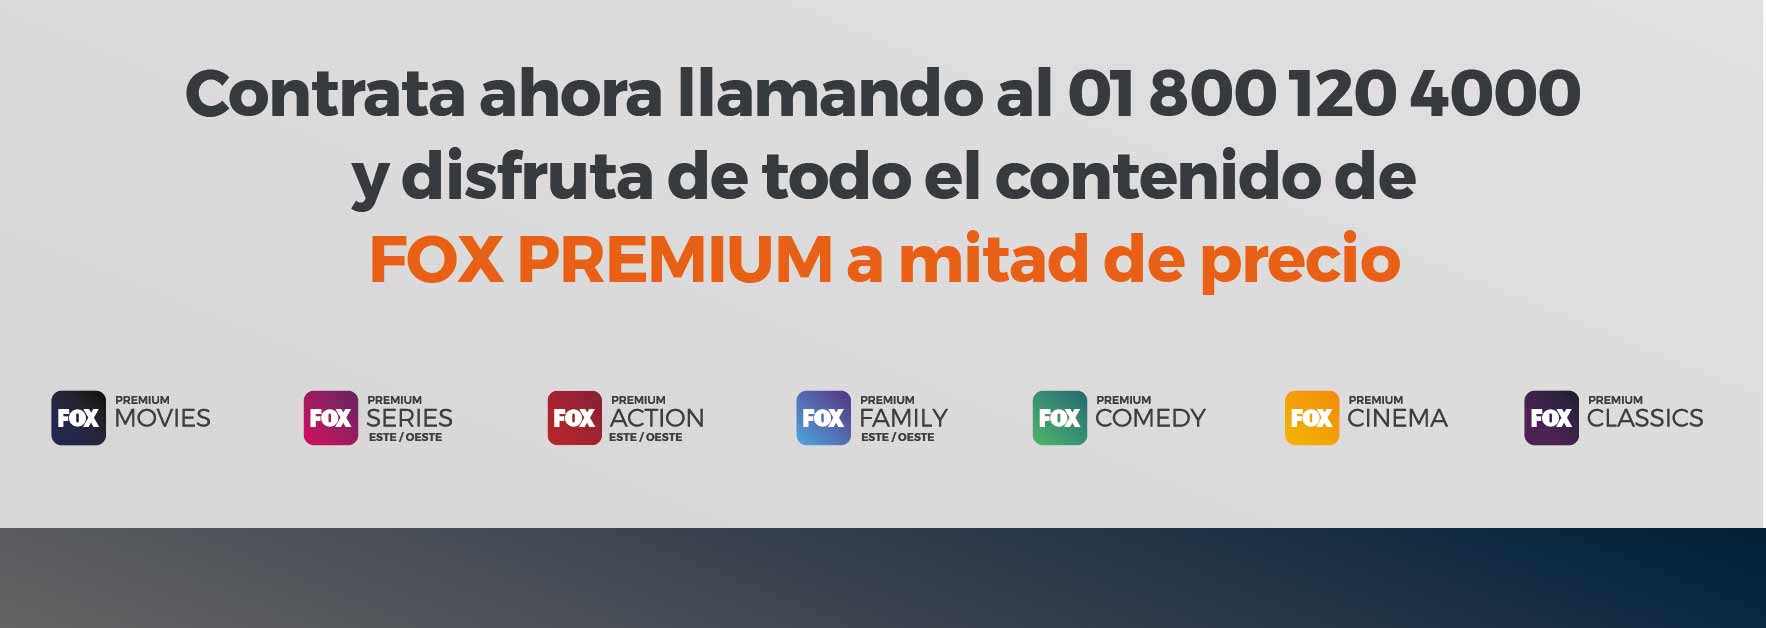 Contrata ahora llamando al 01 800 120 4000
y disfruta de todo el contenido de
FOX PREMIUM a mitad de precio
FOX PREMIUM MOVIES
FOX PREMIUM SERIES ESTE / OESTE
FOX PREMIUM ACTION ESTE / OESTE
FOX PREMIUM FAMILY ESTE / OESTE
FOX PREMIUM COMEDY
FOX PREMIUM CINEMA
FOX PREMIUM CLASSICS